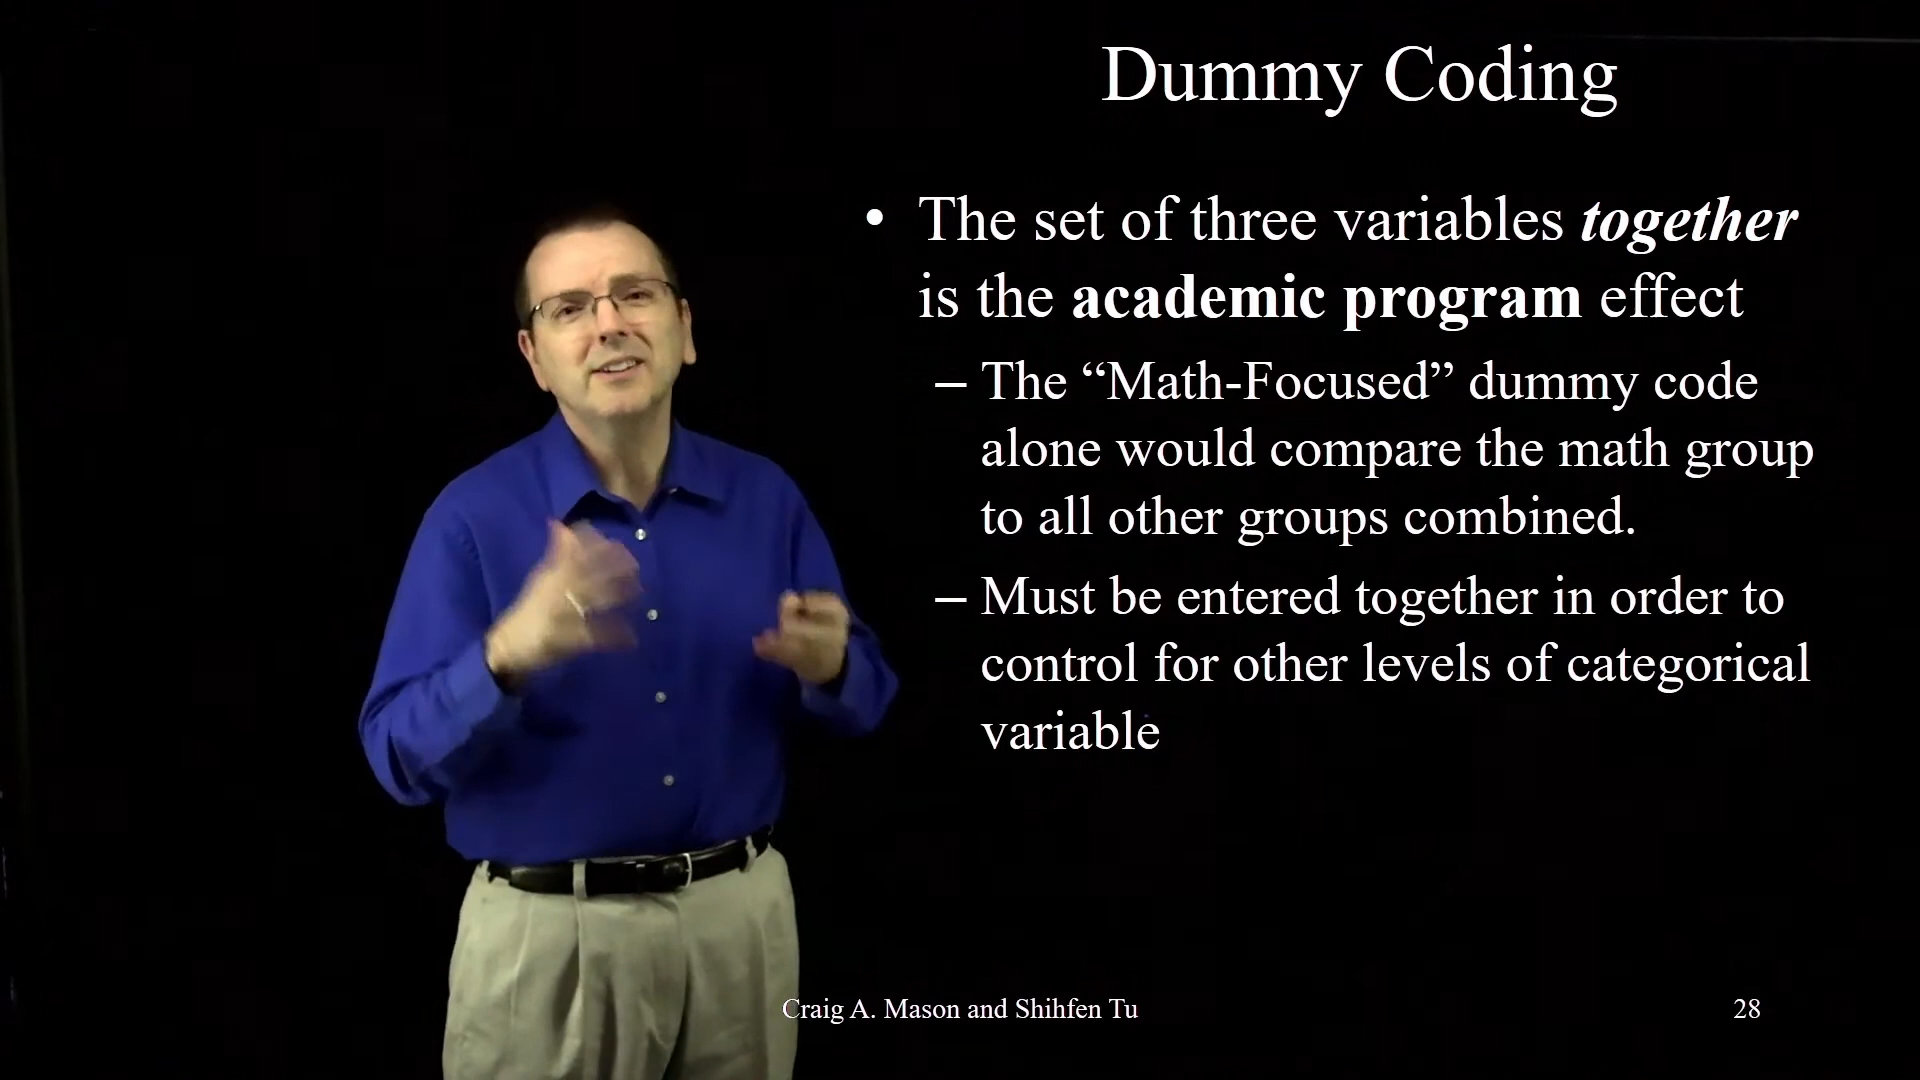 Dummy Coding
• The set of three variables together
is the academic program effect
– The “Math-Focused” dummy code
alone would compare the math group
to all other groups combined.
– Must be entered together in order to
control for other levels of categorical
variable
Craig A. Mason and Shihfen Tu
28